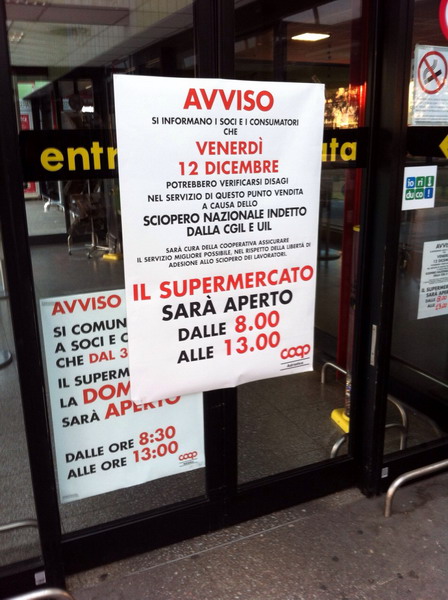 AVVISO
SI INFORMANO I SOCI E I CONSUMATORI
CHE
VENERDÌ
12 DICEMBRE
POTREBBERO VERIFICARSI DISAGI
NEL SERVIZIO DI QUESTO PUNTO VENDITA
A CAUSA DELLO
SCIOPERO NAZIONALE INDETTO
DALLA CGIL E UIL
SARÀ CURA DELLA COOPERATIVA ASSICURARE
IL SERVIZIO MIGLIORE POSSIBILE, NEL RISPETTO DELLA LIBERTÀ DI
ADESIONE ALLO SCIOPERO DEI LAVORATORI.
IL SUPERMERCATO
SARÀ APERTO
DALLE 8.00
ALLE 13.00
coop
entr
ata
AVVISO
SI COMUN
A SOCI E C
CHE DAL 3
IL SUPERM
LA DOM
SARÀ APERTO
DALLE ORE 8:30
ALLE ORE 13:00
coop